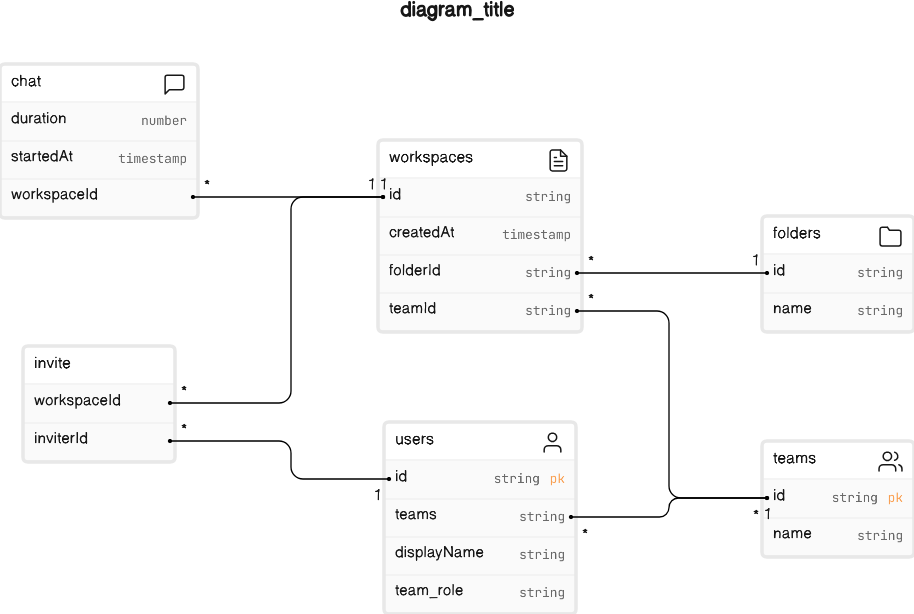 diagram_title
chat
duration number
startedAt timestamp
workspaceId
*
1 1
workspaces
id string
createdAt timestamp
folderId string
*
teamId string
*
1
folders
id string
name string
invite
workspaceId
*
inviterId
*
1
users
id string pk
teams string
*
displayName string
team_role string
teams
id string pk
* 1
name string